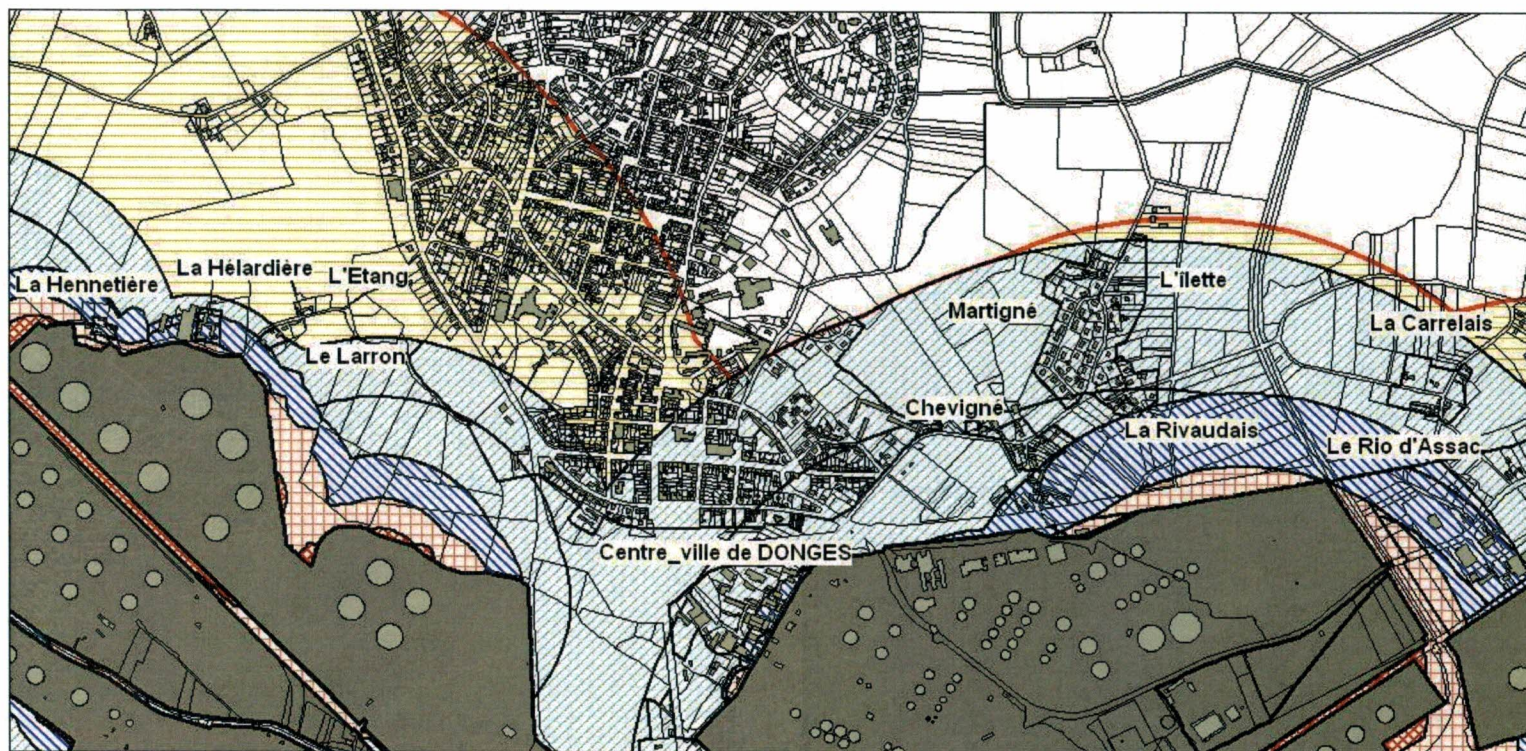 La Hennetière
La Hélardière
L'Etang
Le Larron
Martigné
L'ilette
La Carrelais
Chevigné
La Rivaudais
Le Rio d'Assac
Centre_ville de DONGES